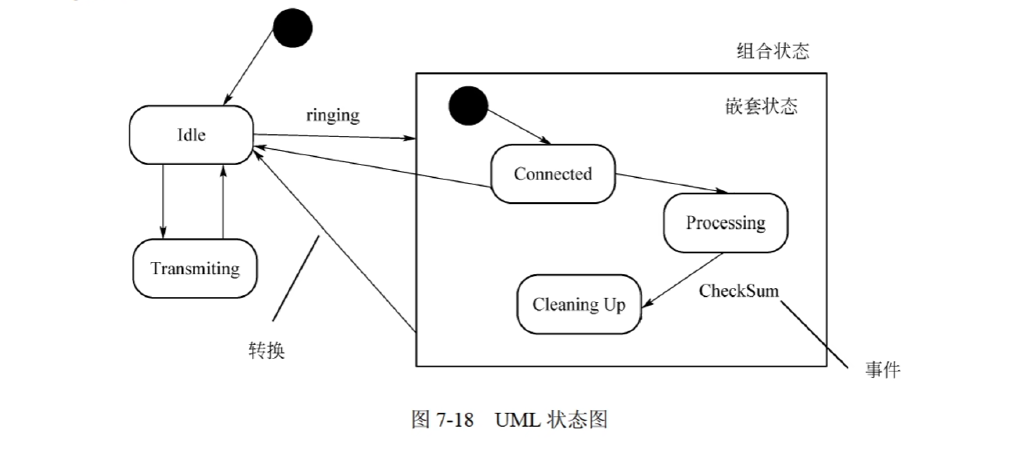 组合状态
嵌套状态
ringing
Idle
Connected
Processing
Transmiting
Cleaning Up
CheckSum
转换
事件
图 7-18 UML 状态图